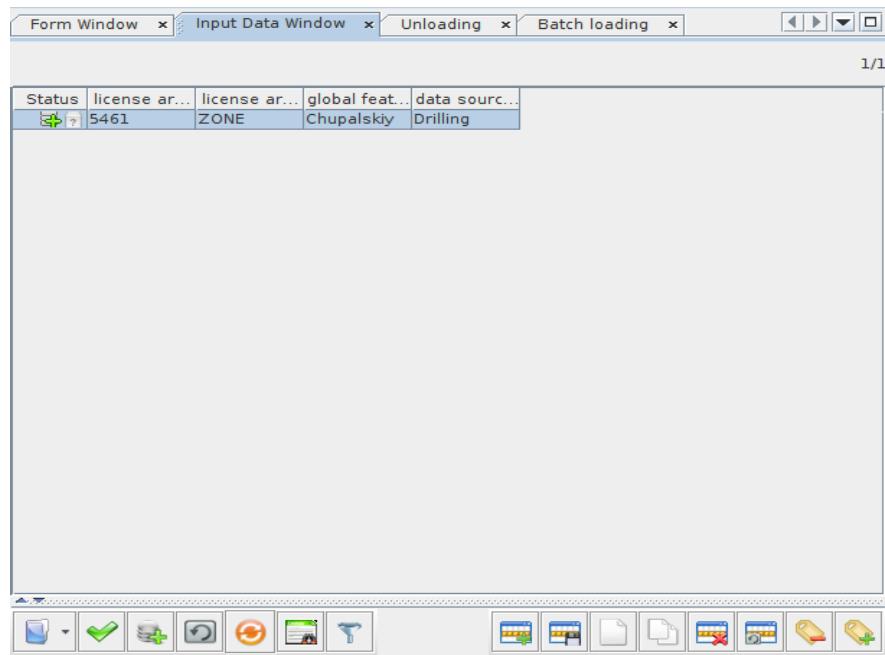 Form Window Input Data Window Unloading Batch loading
1/1
Status license ar... license ar... global feat... data sourc...
5461 ZONE Chupalskiy Drilling